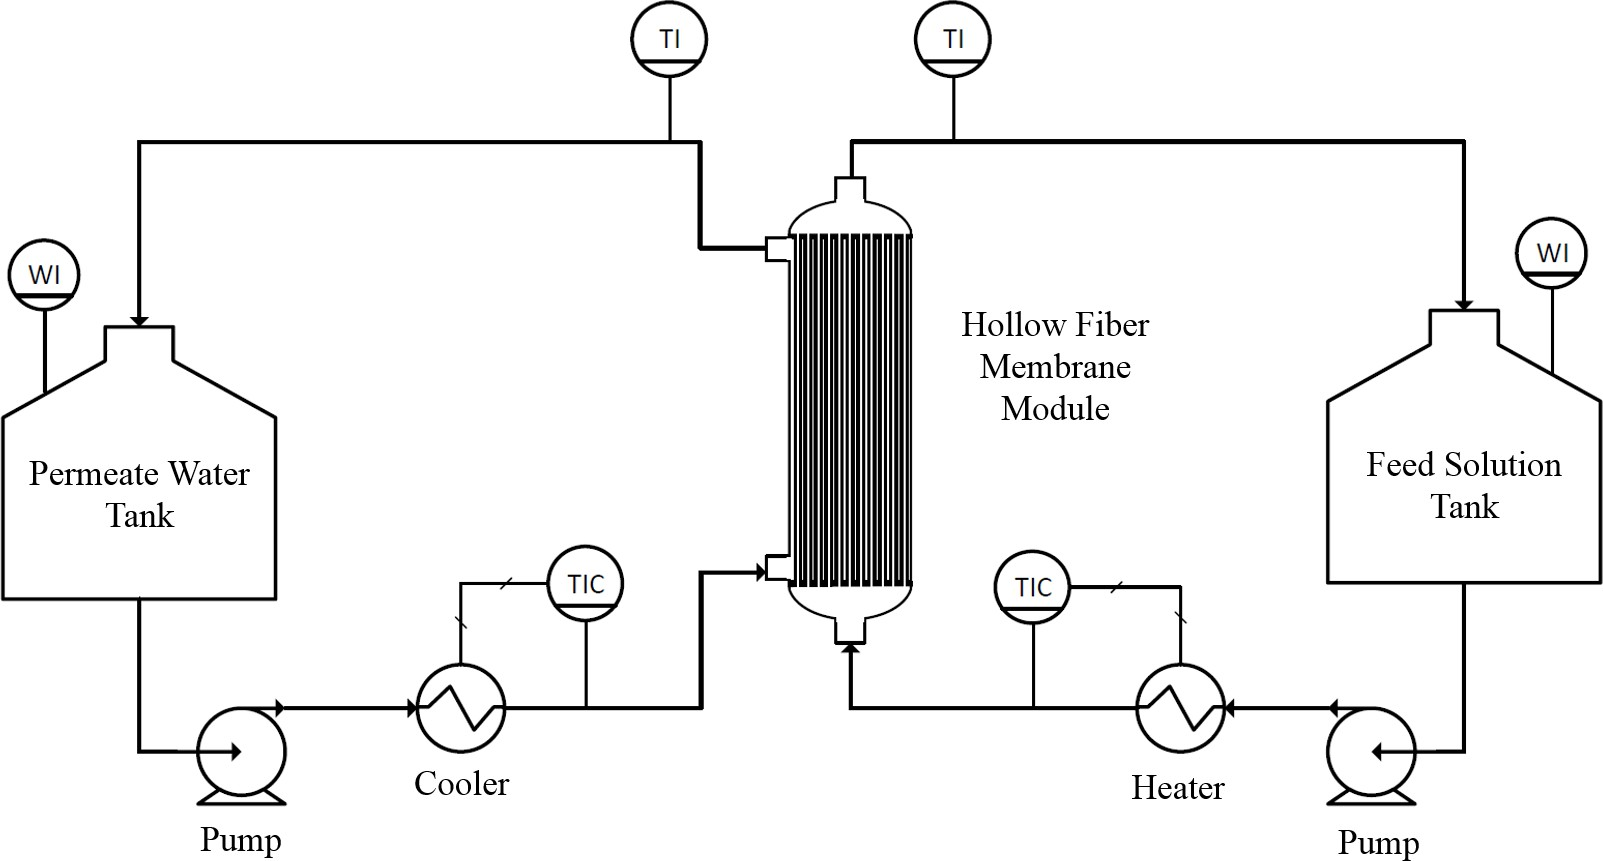 TI
TI
WI
WI
Hollow Fiber
Membrane
Module
Permeate Water
Tank
Feed Solution
Tank
TIC
TIC
Cooler
Heater
Pump
Pump